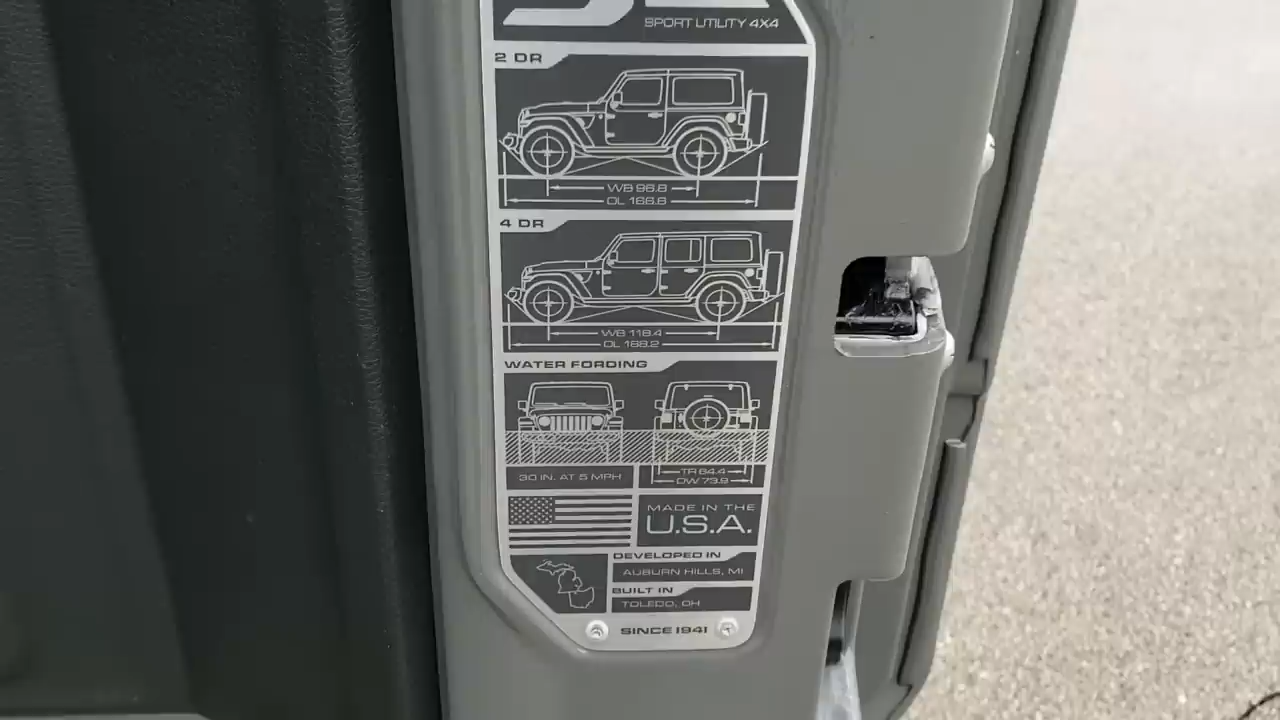 SPORT UTILITY 4X4
2 DR
WB 96.8
OL 166.8
4 DR
WB 118.4
OL 188.2
WATER FORDING
30 IN. AT 5 MPH
TR 64.4
OW 73.9
MADE IN THE
U.S.A.
DEVELOPED IN
AUBURN HILLS, MI
BUILT IN
TOLEDO, OH
SINCE 1941